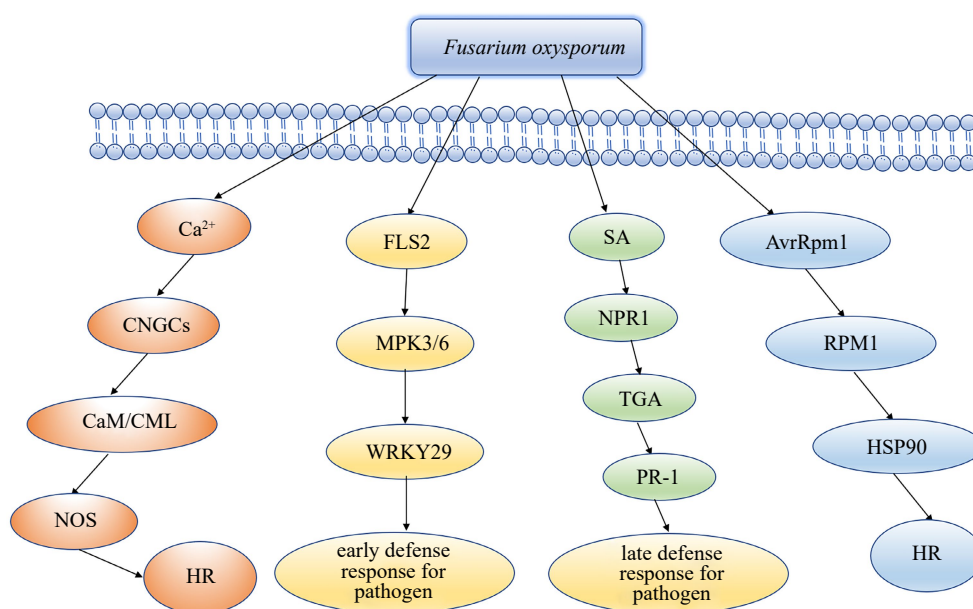 Fusarium oxysporum
Ca²⁺
CNGCs
CaM/CML
NOS
HR
FLS2
MPK3/6
WRKY29
early defense
response for
pathogen
SA
NPR1
TGA
PR-1
late defense
response for
pathogen
AvrRpm1
RPM1
HSP90
HR